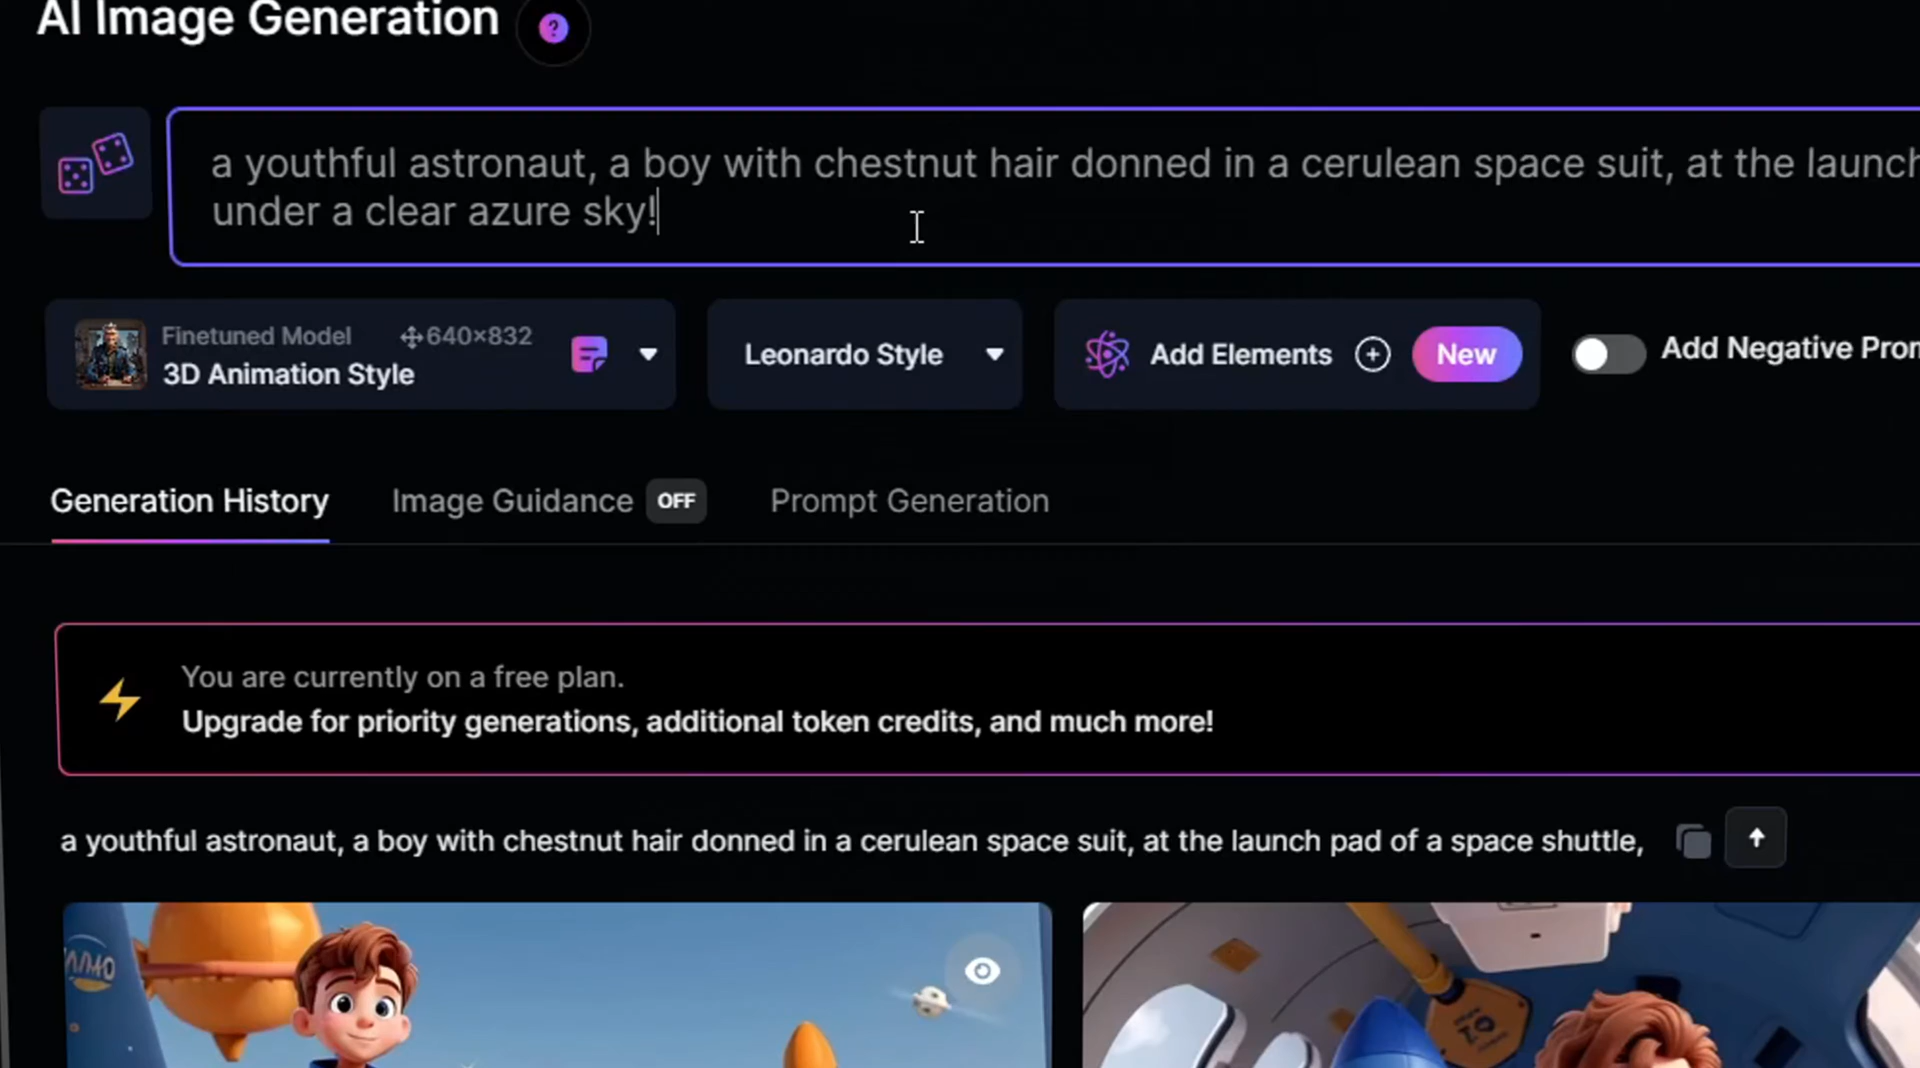 AI Image Generation ?
a youthful astronaut, a boy with chestnut hair donned in a cerulean space suit, at the launch
under a clear azure sky!
Finetuned Model 640×832
3D Animation Style
Leonardo Style
Add Elements
New
Add Negative Prom
Generation History
Image Guidance
OFF
Prompt Generation
You are currently on a free plan.
Upgrade for priority generations, additional token credits, and much more!
a youthful astronaut, a boy with chestnut hair donned in a cerulean space suit, at the launch pad of a space shuttle,